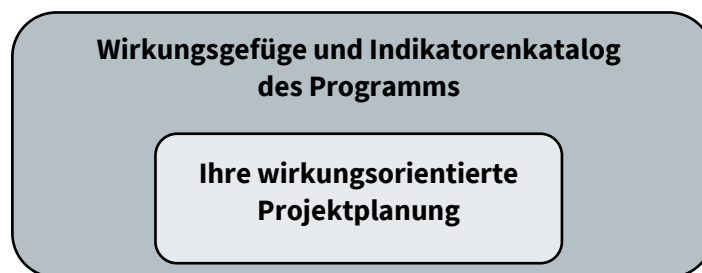 Wirkungsgefüge und Indikatorenkatalog
des Programms
Ihre wirkungsorientierte
Projektplanung